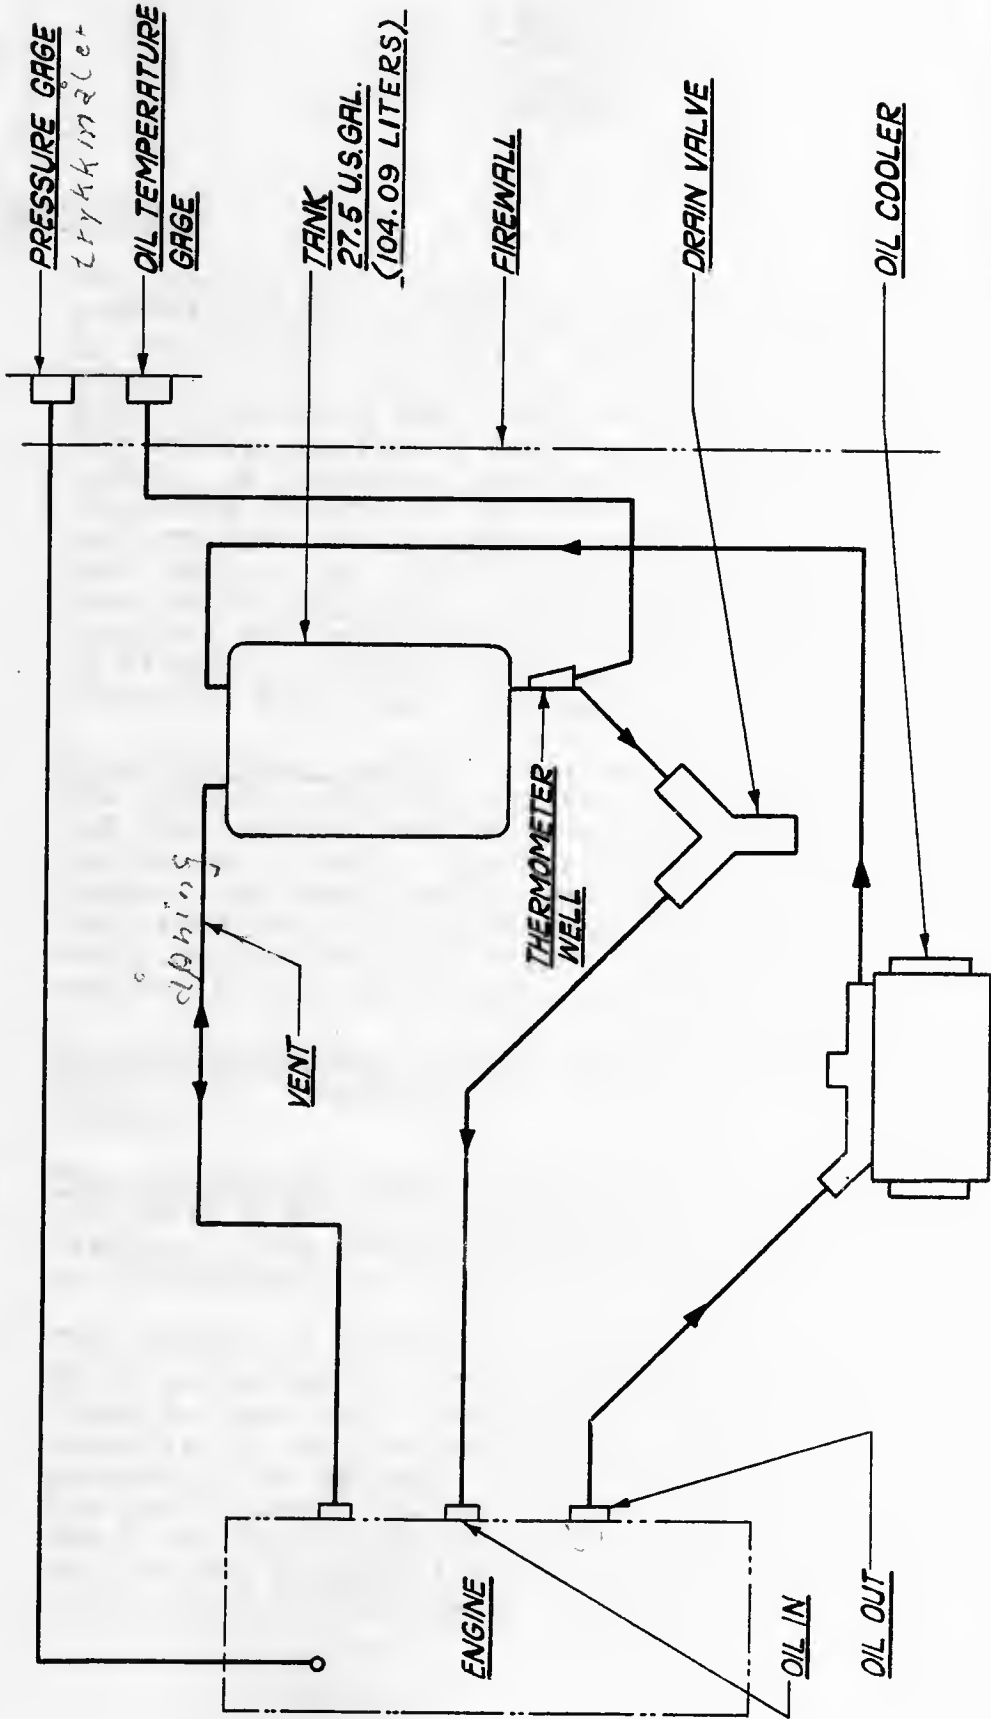 PRESSURE GAGE
trykkmåler
OIL TEMPERATURE
GAGE
TANK
27.5 U.S.GAL.
(104.09 LITERS)
FIREWALL
DRAIN VALVE
OIL COOLER
VENT
THERMOMETER
WELL
ENGINE
OIL IN
OIL OUT